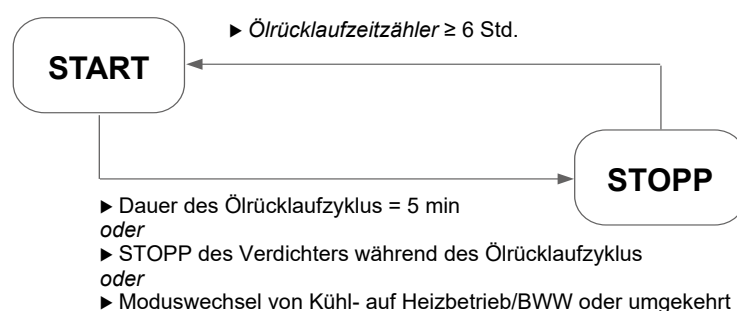 ▶ Ölrücklaufzeitzähler ≥ 6 Std.
START
STOPP
▶ Dauer des Ölrücklaufzyklus = 5 min
oder
▶ STOPP des Verdichters während des Ölrücklaufzyklus
oder
▶ Moduswechsel von Kühl- auf Heizbetrieb/BWW oder umgekehrt